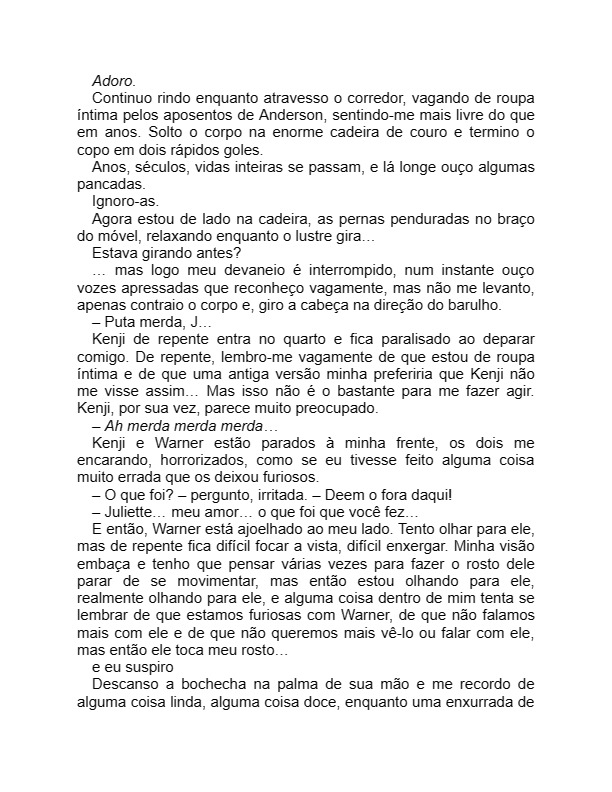 Adoro.
Continuo rindo enquanto atravesso o corredor, vagando de roupa
íntima pelos aposentos de Anderson, sentindo-me mais livre do que
em anos. Solto o corpo na enorme cadeira de couro e termino o
copo em dois rápidos goles.
Anos, séculos, vidas inteiras se passam, e lá longe ouço algumas
pancadas.
Ignoro-as.
Agora estou de lado na cadeira, as pernas penduradas no braço
do móvel, relaxando enquanto o lustre gira…
Estava girando antes?
… mas logo meu devaneio é interrompido, num instante ouço
vozes apressadas que reconheço vagamente, mas não me levanto,
apenas contraio o corpo e, giro a cabeça na direção do barulho.
– Puta merda, J…
Kenji de repente entra no quarto e fica paralisado ao deparar
comigo. De repente, lembro-me vagamente de que estou de roupa
íntima e de que uma antiga versão minha preferiria que Kenji não
me visse assim… Mas isso não é o bastante para me fazer agir.
Kenji, por sua vez, parece muito preocupado.
– Ah merda merda merda…
Kenji e Warner estão parados à minha frente, os dois me
encarando, horrorizados, como se eu tivesse feito alguma coisa
muito errada que os deixou furiosos.
– O que foi? – pergunto, irritada. – Deem o fora daqui!
– Juliette… meu amor… o que foi que você fez…
E então, Warner está ajoelhado ao meu lado. Tento olhar para ele,
mas de repente fica difícil focar a vista, difícil enxergar. Minha visão
embaça e tenho que pensar várias vezes para fazer o rosto dele
parar de se movimentar, mas então estou olhando para ele,
realmente olhando para ele, e alguma coisa dentro de mim tenta se
lembrar de que estamos furiosas com Warner, de que não falamos
mais com ele e de que não queremos mais vê-lo ou falar com ele,
mas então ele toca meu rosto…
e eu suspiro
Descanso a bochecha na palma de sua mão e me recordo de
alguma coisa linda, alguma coisa doce, enquanto uma enxurrada de